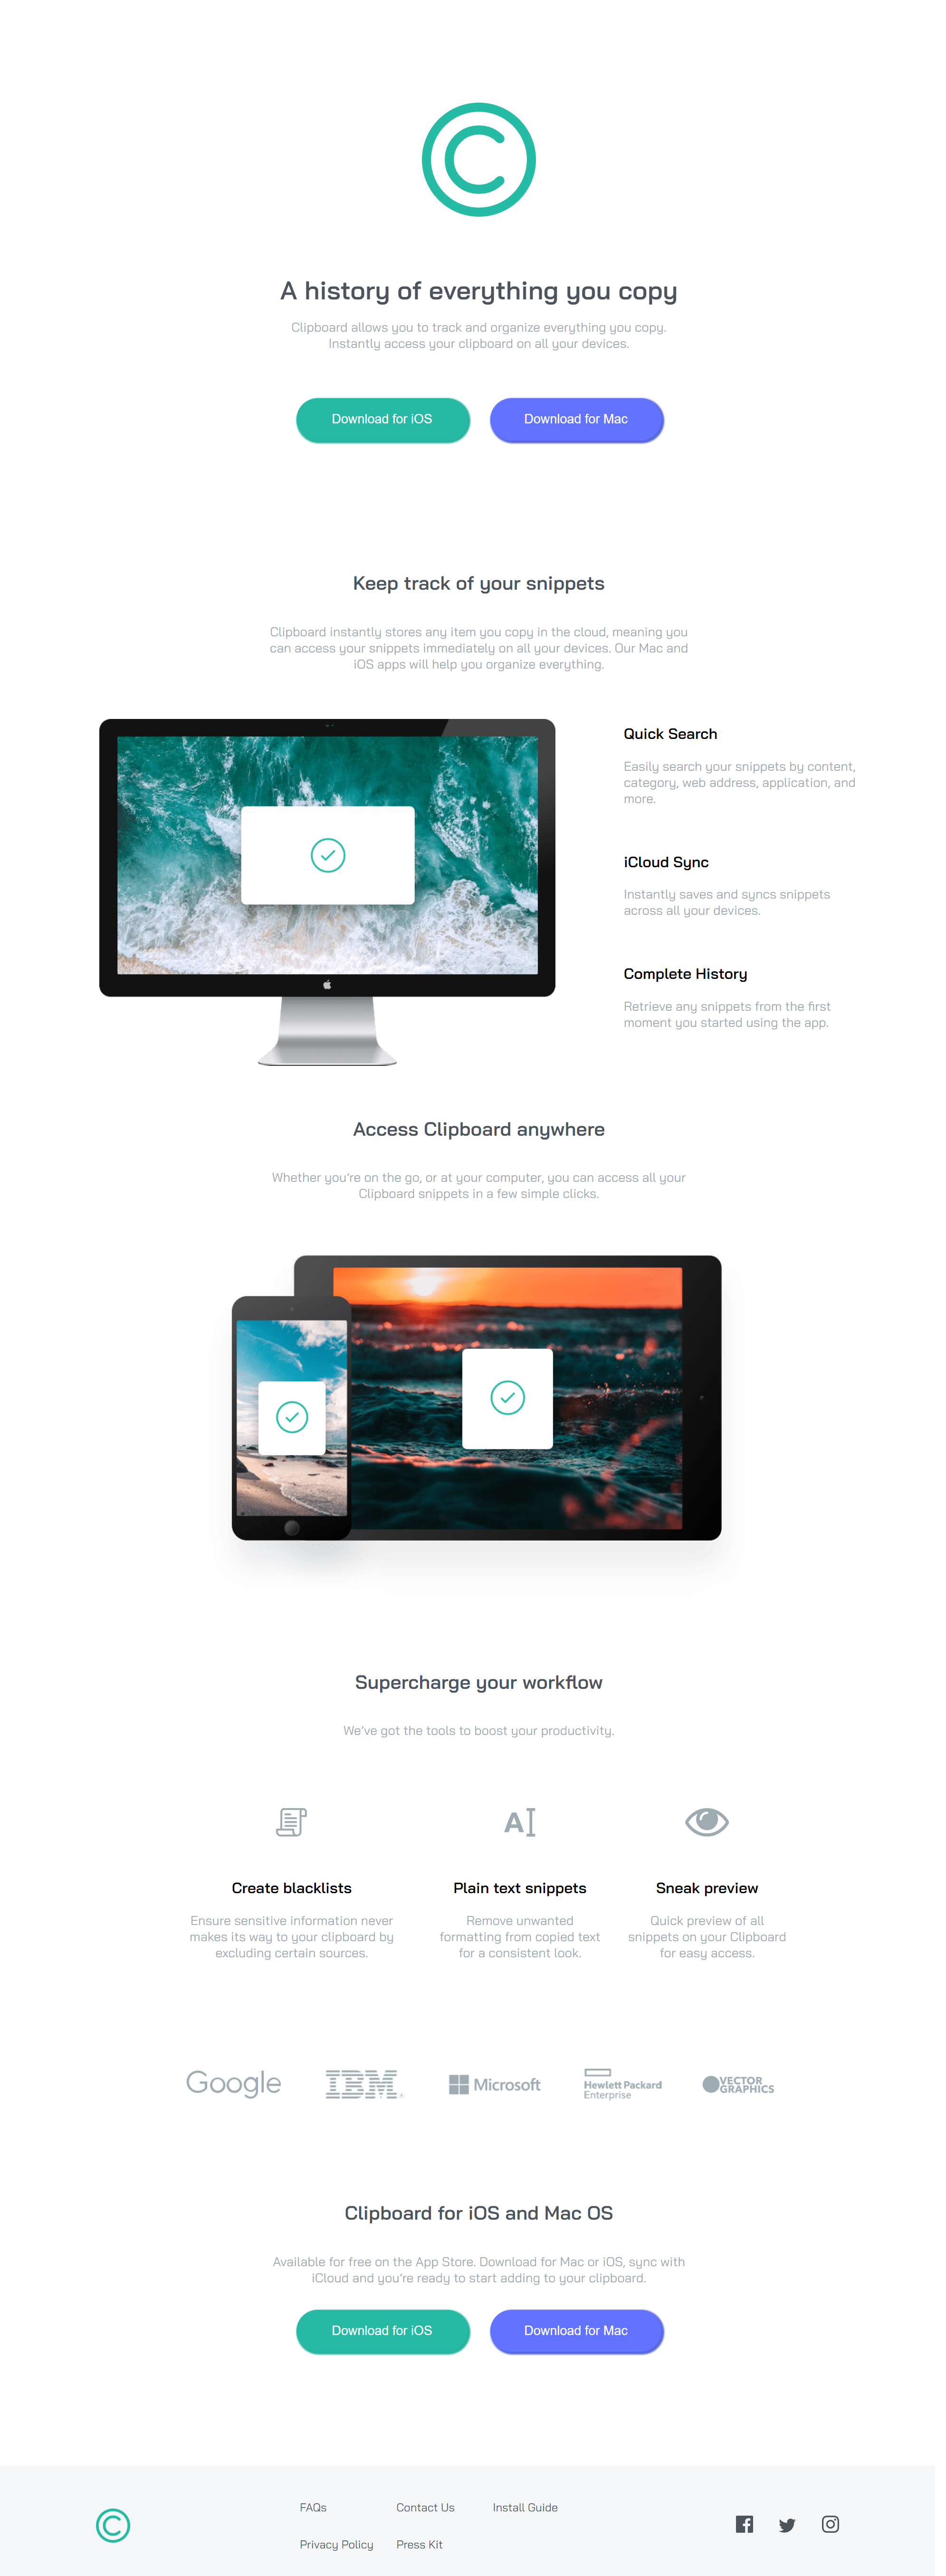 A history of everything you copy
Clipboard allows you to track and organize everything you copy.
Instantly access your clipboard on all your devices.
Download for iOS
Download for Mac
Keep track of your snippets
Clipboard instantly stores any item you copy in the cloud, meaning you
can access your snippets immediately on all your devices. Our Mac and
iOS apps will help you organize everything.
Quick Search
Easily search your snippets by content,
category, web address, application, and
more.
iCloud Sync
Instantly saves and syncs snippets
across all your devices.
Complete History
Retrieve any snippets from the first
moment you started using the app.
Access Clipboard anywhere
Whether you’re on the go, or at your computer, you can access all your
Clipboard snippets in a few simple clicks.
Supercharge your workflow
We’ve got the tools to boost your productivity.
Create blacklists
Ensure sensitive information never
makes its way to your clipboard by
excluding certain sources.
Plain text snippets
Remove unwanted
formatting from copied text
for a consistent look.
Sneak preview
Quick preview of all
snippets on your Clipboard
for easy access.
Google
IBM
Microsoft
Hewlett Packard
Enterprise
VECTOR
GRAPHICS
Clipboard for iOS and Mac OS
Available for free on the App Store. Download for Mac or iOS, sync with
iCloud and you’re ready to start adding to your clipboard.
Download for iOS
Download for Mac
FAQs
Contact Us
Install Guide
Privacy Policy
Press Kit